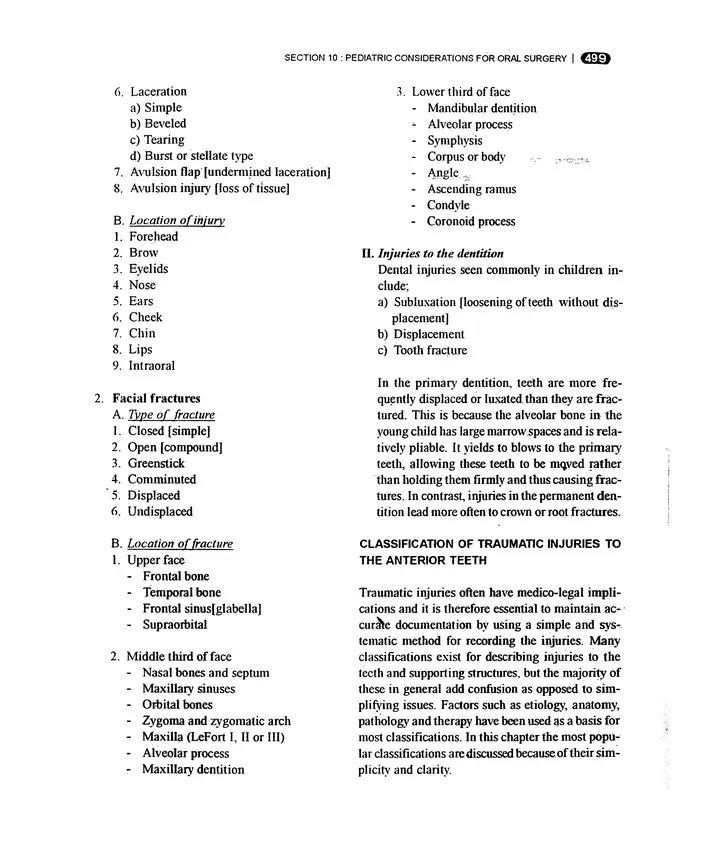 SECTION 10 : PEDIATRIC CONSIDERATIONS FOR ORAL SURGERY | 499
6. Laceration
a) Simple
b) Beveled
c) Tearing
d) Burst or stellate type
7. Avulsion flap [undermined laceration]
8. Avulsion injury [loss of tissue]
B. Location of injury
1. Forehead
2. Brow
3. Eyelids
4. Nose
5. Ears
6. Cheek
7. Chin
8. Lips
9. Intraoral
2. Facial fractures
A. Type of fracture
1. Closed [simple]
2. Open [compound]
3. Greenstick
4. Comminuted
5. Displaced
6. Undisplaced
B. Location of fracture
1. Upper face
- Frontal bone
- Temporal bone
- Frontal sinus[glabella]
- Supraorbital
2. Middle third of face
- Nasal bones and septum
- Maxillary sinuses
- Orbital bones
- Zygoma and zygomatic arch
- Maxilla (LeFort I, II or III)
- Alveolar process
- Maxillary dentition
3. Lower third of face
- Mandibular dentition
- Alveolar process
- Symphysis
- Corpus or body
- Angle
- Ascending ramus
- Condyle
- Coronoid process
II. Injuries to the dentition
Dental injuries seen commonly in children in-
clude;
a) Subluxation [loosening of teeth without dis-
placement]
b) Displacement
c) Tooth fracture
In the primary dentition, teeth are more fre-
quently displaced or luxated than they are frac-
tured. This is because the alveolar bone in the
young child has large marrow spaces and is rela-
tively pliable. It yields to blows to the primary
teeth, allowing these teeth to be moved rather
than holding them firmly and thus causing frac-
tures. In contrast, injuries in the permanent den-
tition lead more often to crown or root fractures.
CLASSIFICATION OF TRAUMATIC INJURIES TO
THE ANTERIOR TEETH
Traumatic injuries often have medico-legal impli-
cations and it is therefore essential to maintain ac-
curate documentation by using a simple and sys-
tematic method for recording the injuries. Many
classifications exist for describing injuries to the
teeth and supporting structures, but the majority of
these in general add confusion as opposed to sim-
plifying issues. Factors such as etiology, anatomy,
pathology and therapy have been used as a basis for
most classifications. In this chapter the most popu-
lar classifications are discussed because of their sim-
plicity and clarity.